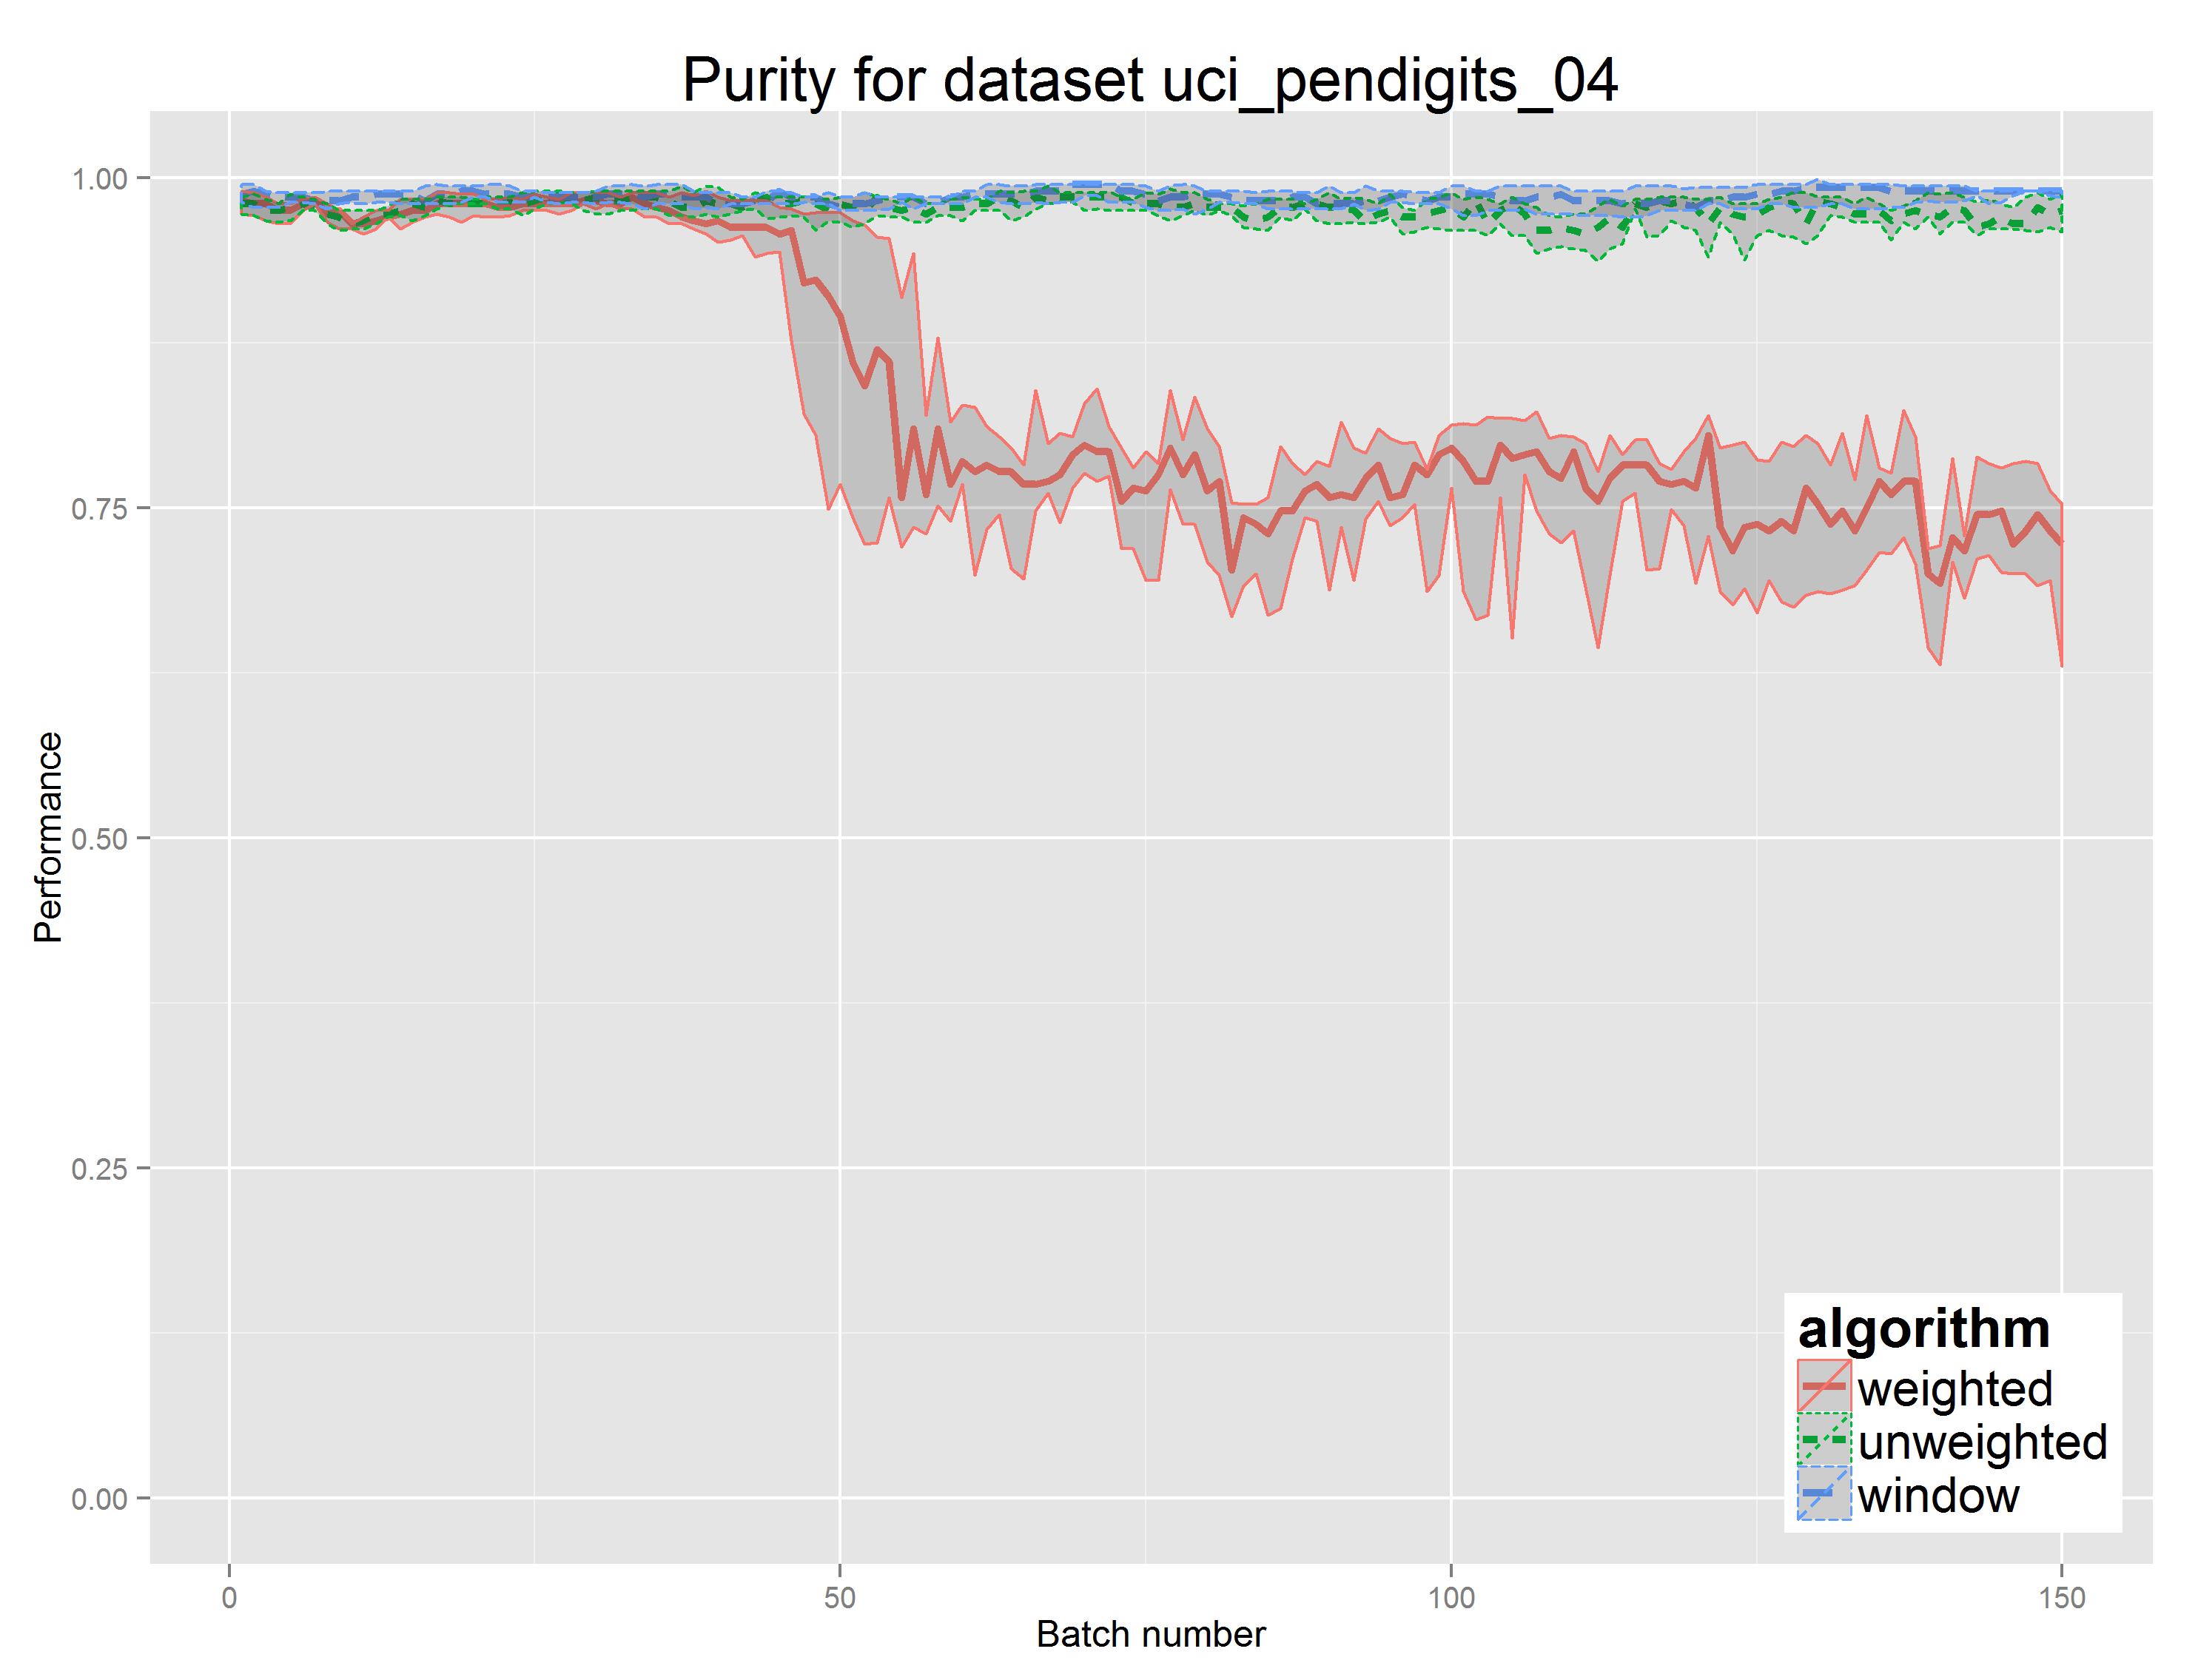 Purity for dataset uci_pendigits_04
1.00
0.75
0.50
0.25
0.00
Performance
0
50
100
150
Batch number
algorithm
weighted
unweighted
window